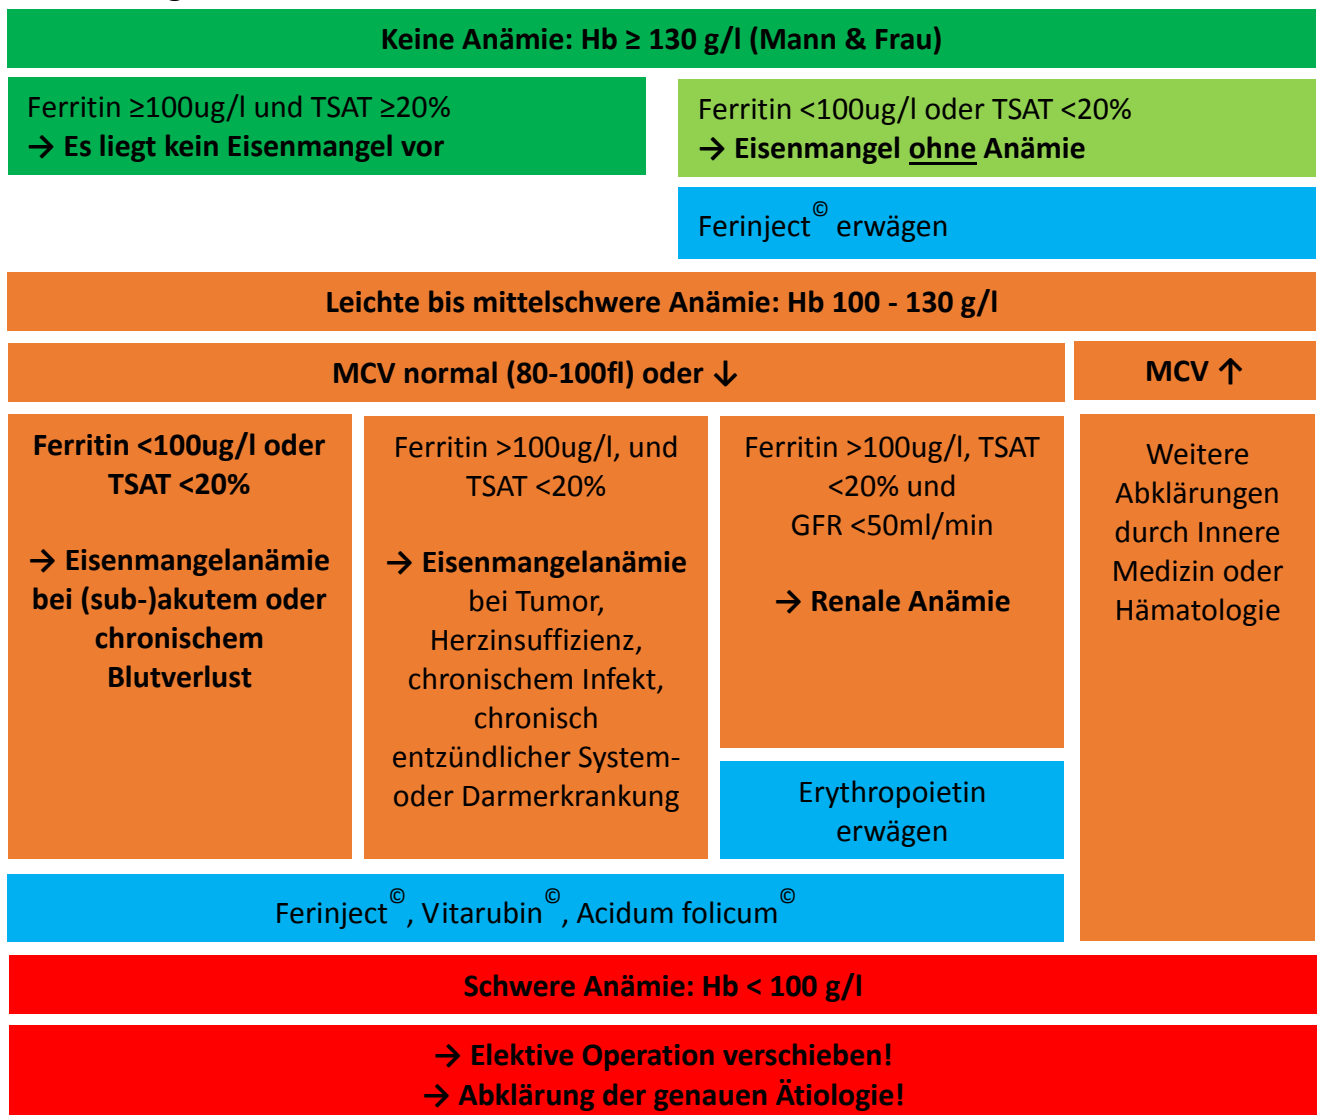 Keine Anämie: Hb ≥ 130 g/l (Mann & Frau)
Ferritin ≥100ug/l und TSAT ≥20%
→ Es liegt kein Eisenmangel vor
Ferritin <100ug/l oder TSAT <20%
→ Eisenmangel ohne Anämie
Ferinject© erwägen
Leichte bis mittelschwere Anämie: Hb 100 - 130 g/l
MCV normal (80-100fl) oder ↓
MCV ↑
Ferritin <100ug/l oder
TSAT <20%
→ Eisenmangelanämie
bei (sub-)akutem oder
chronischem
Blutverlust
Ferritin >100ug/l, und
TSAT <20%
→ Eisenmangelanämie
bei Tumor,
Herzinsuffizienz,
chronischem Infekt,
chronisch
entzündlicher System-
oder Darmerkrankung
Ferritin >100ug/l, TSAT
<20% und
GFR <50ml/min
→ Renale Anämie
Erythropoietin
erwägen
Weitere
Abklärungen
durch Innere
Medizin oder
Hämatologie
Ferinject©, Vitarubin©, Acidum folicum©
Schwere Anämie: Hb < 100 g/l
→ Elektive Operation verschieben!
→ Abklärung der genauen Ätiologie!